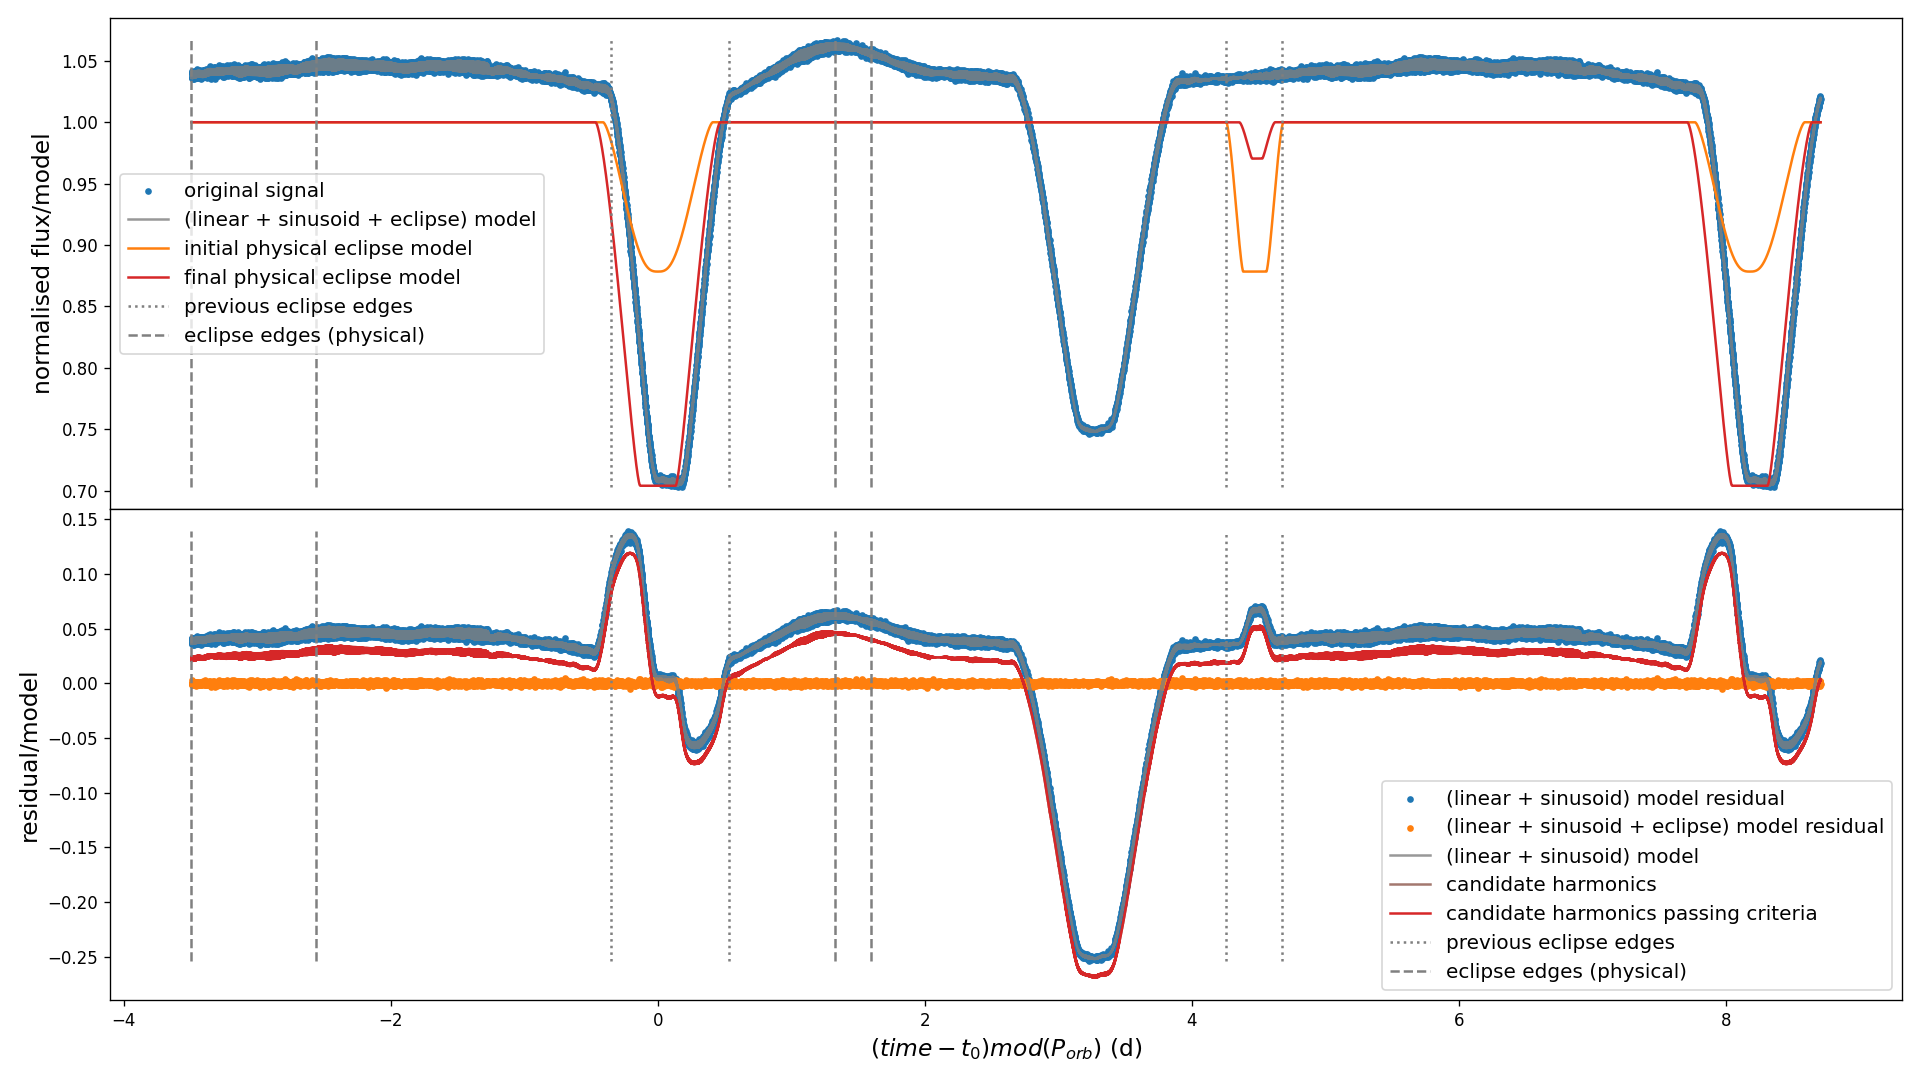 normalised flux/model
1.05
1.00
0.95
0.90
0.85
0.80
0.75
0.70
original signal
(linear + sinusoid + eclipse) model
initial physical eclipse model
final physical eclipse model
previous eclipse edges
eclipse edges (physical)
residual/model
0.15
0.10
0.05
0.00
−0.05
−0.10
−0.15
−0.20
−0.25
(linear + sinusoid) model residual
(linear + sinusoid + eclipse) model residual
(linear + sinusoid) model
candidate harmonics
candidate harmonics passing criteria
previous eclipse edges
eclipse edges (physical)
−4 −2 0 2 4 6 8
(time − t₀)mod(Pₒᵣb) (d)